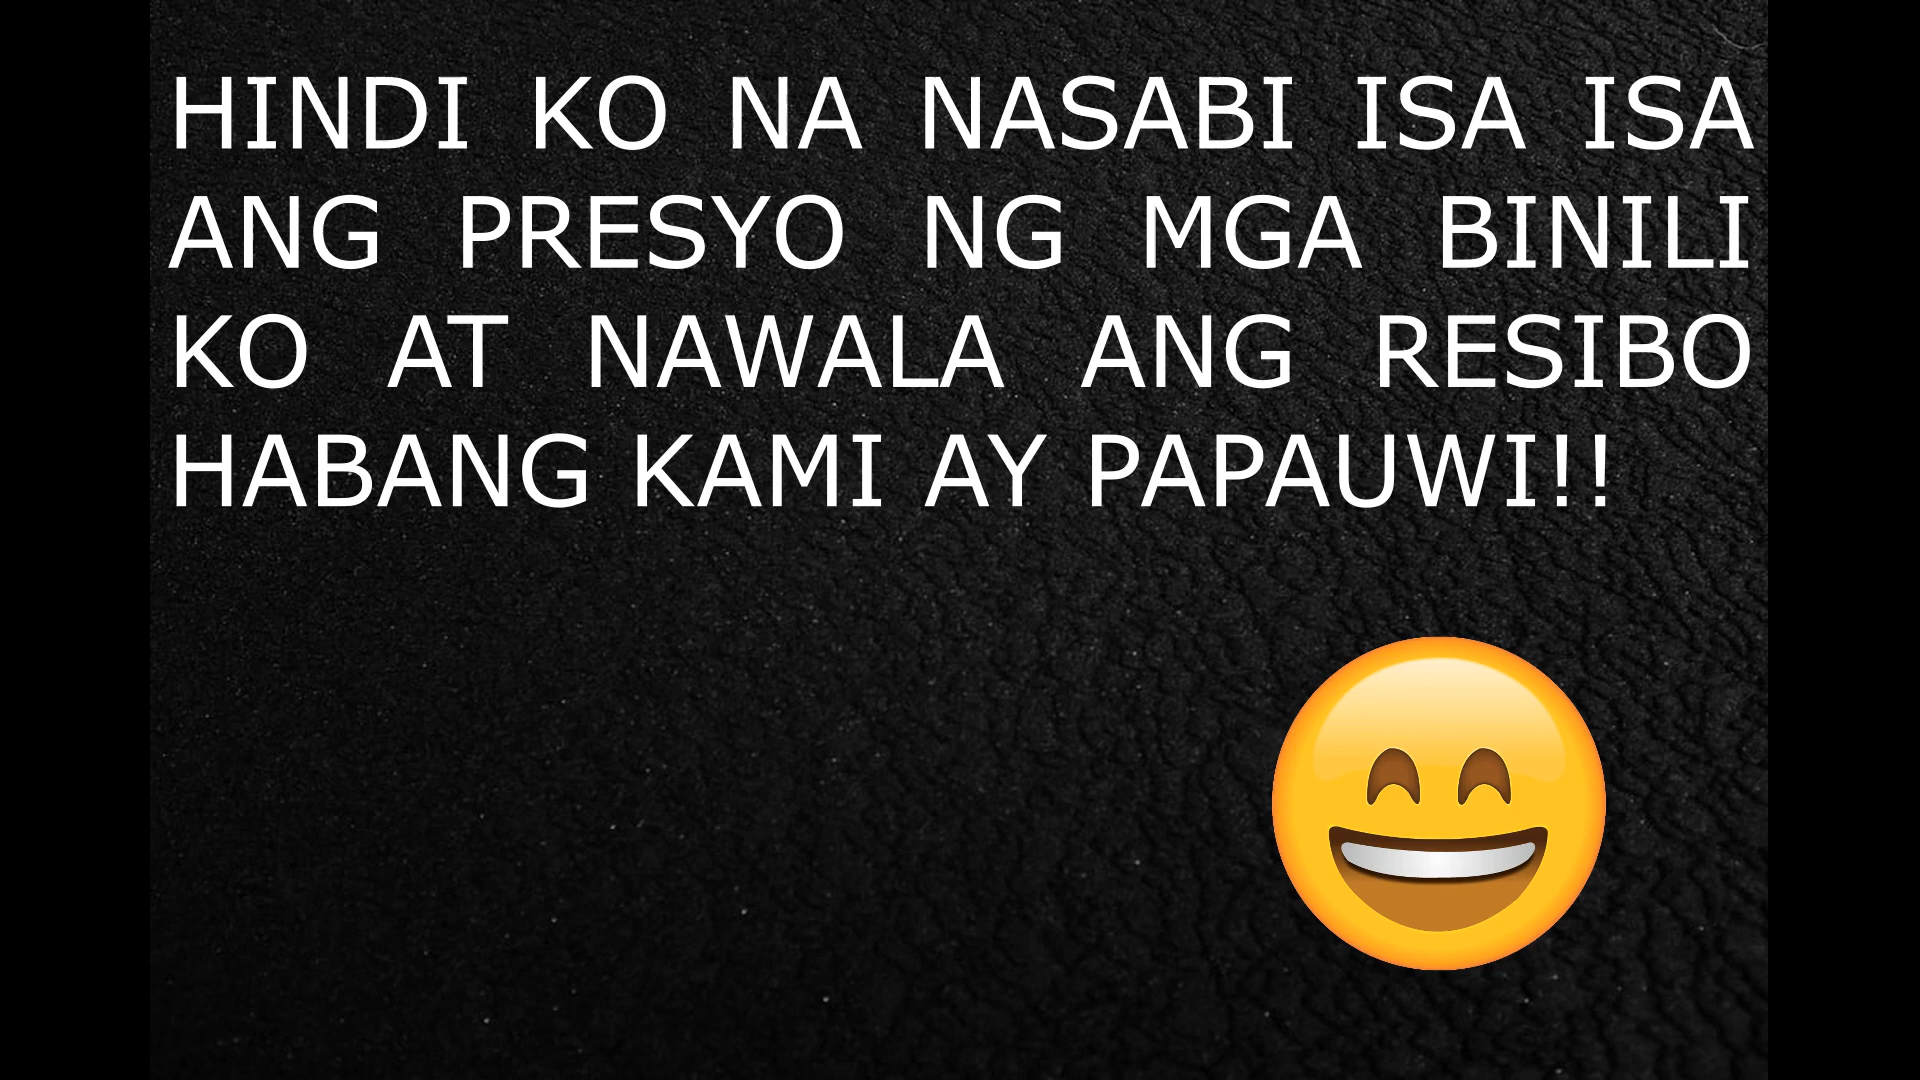 HINDI KO NA NASABI ISA ISA
ANG PRESYO NG MGA BINILI
KO AT NAWALA ANG RESIBO
HABANG KAMI AY PAPAUWI!!